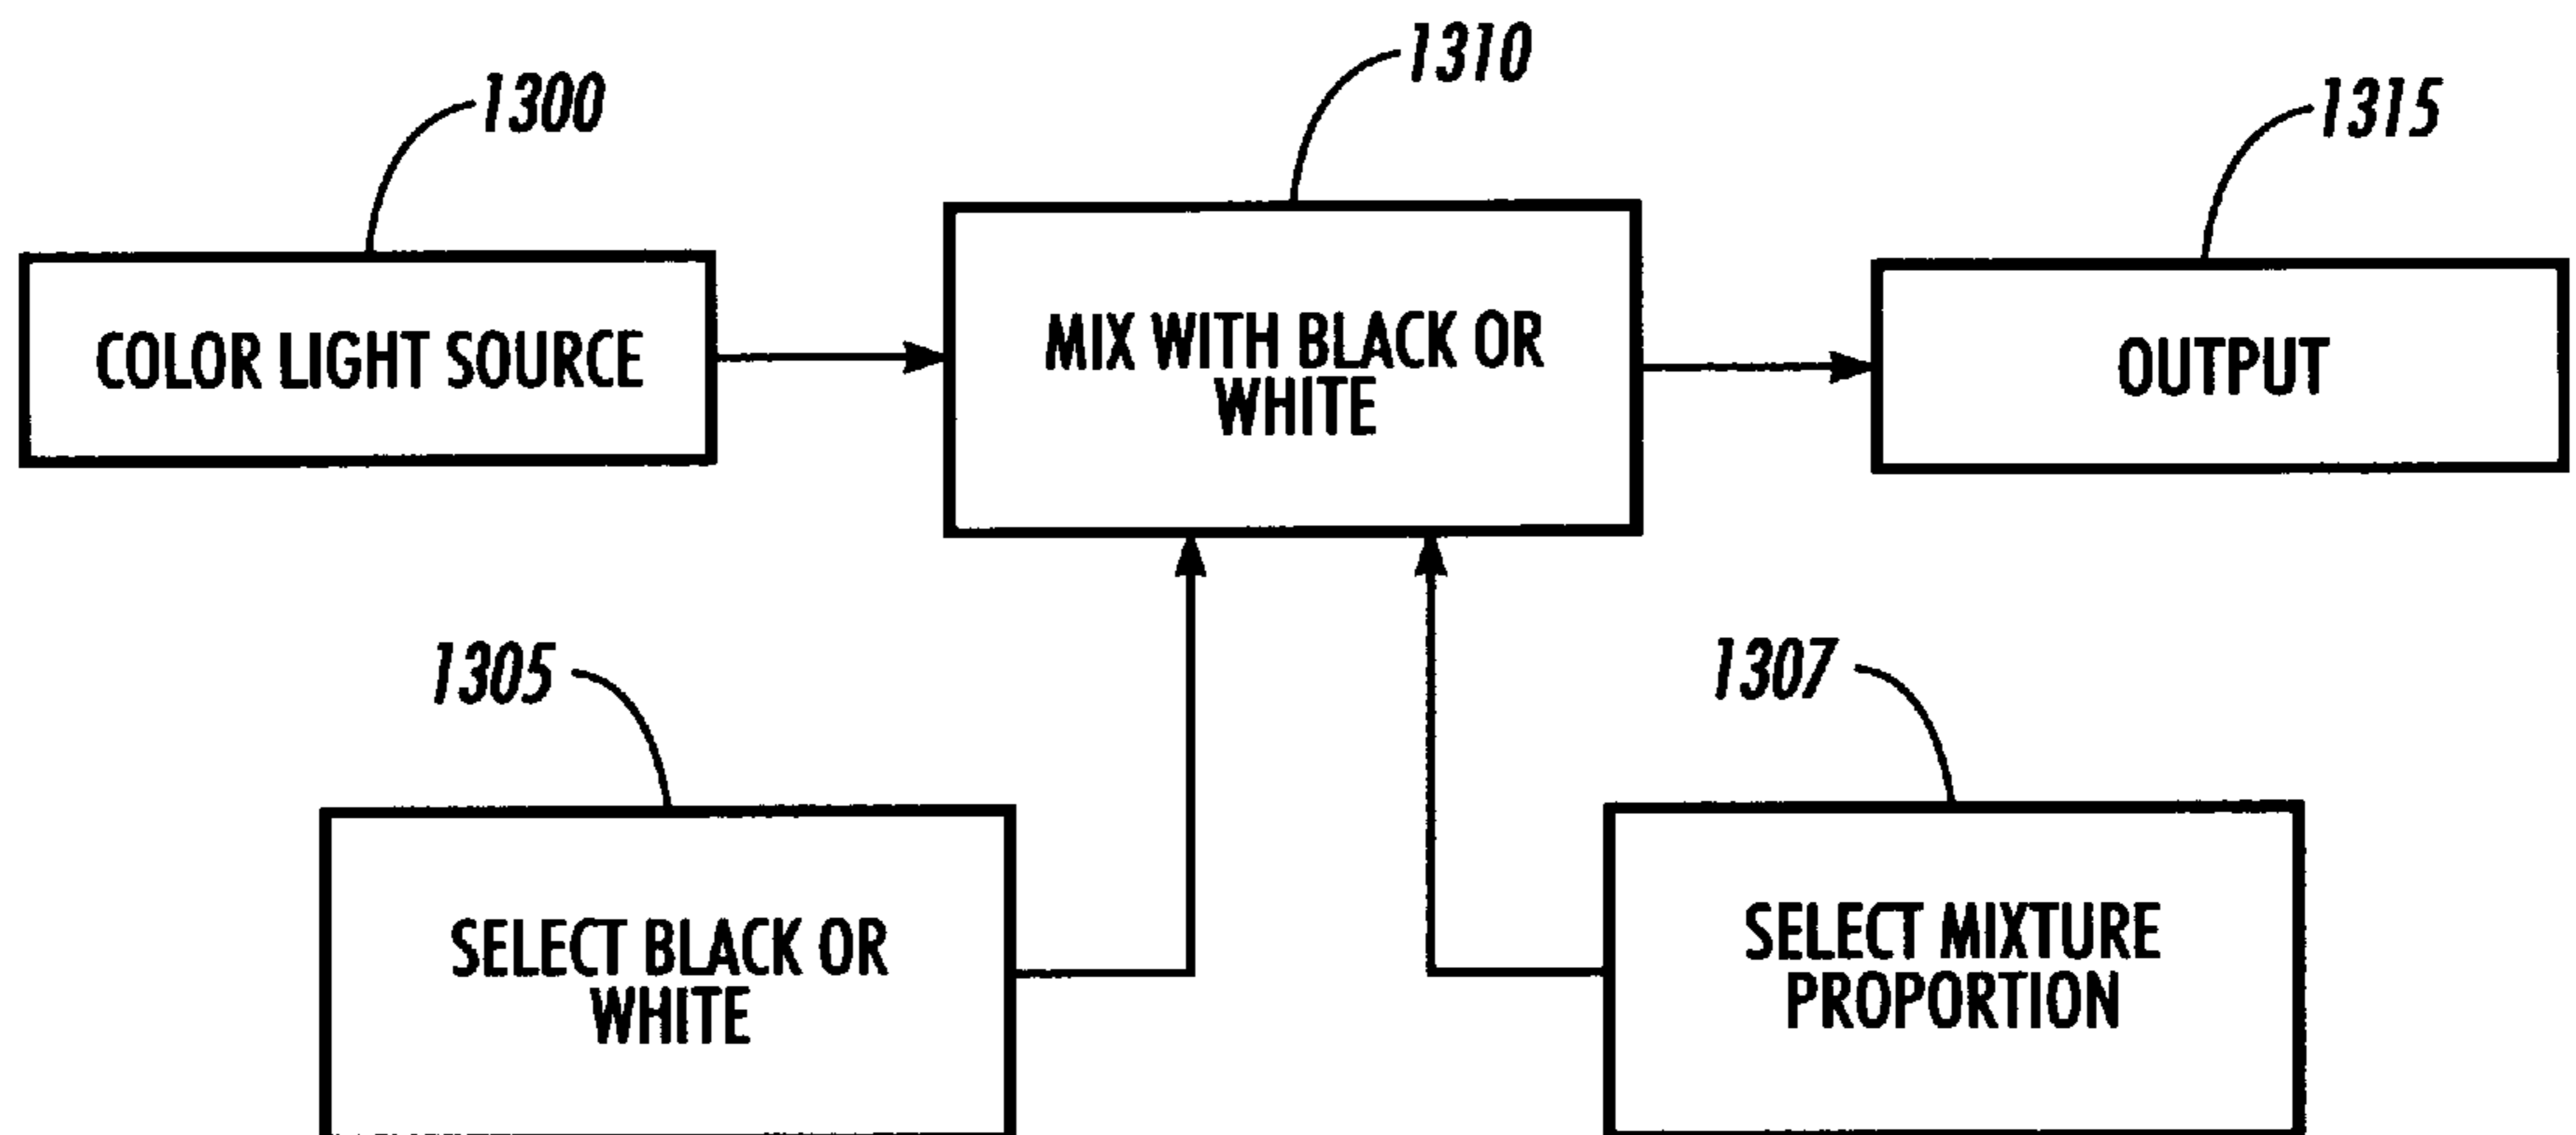 1300
1310
1315
COLOR LIGHT SOURCE
MIX WITH BLACK OR
WHITE
OUTPUT
1305
1307
SELECT BLACK OR
WHITE
SELECT MIXTURE
PROPORTION